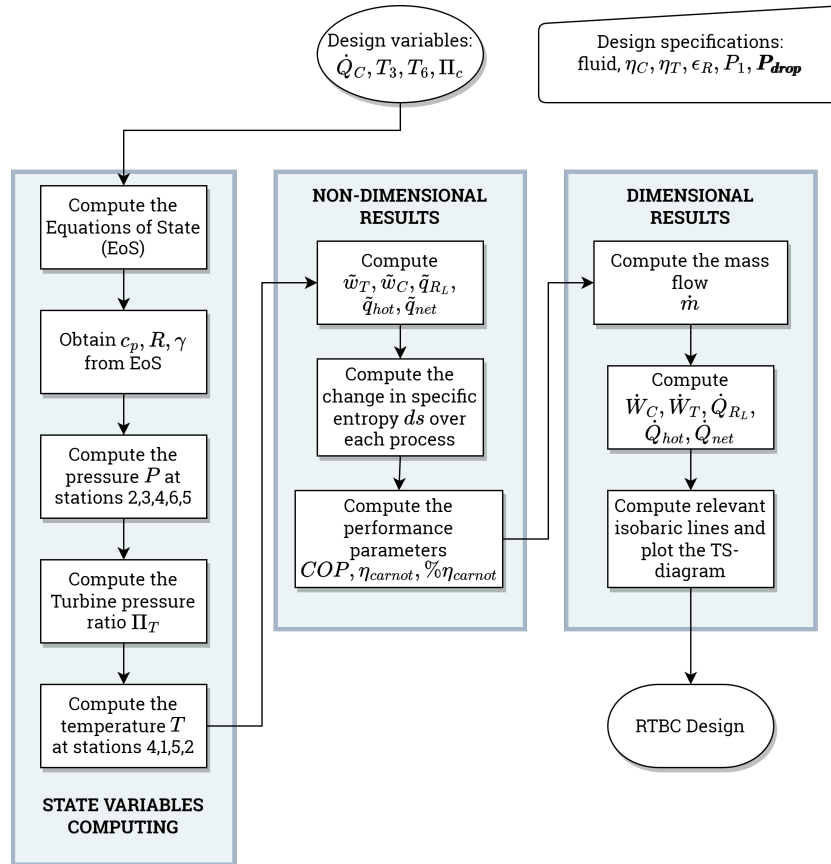 Design variables:
Q̇_C, T_3, T_6, Π_c
Design specifications:
fluid, η_C, η_T, ϵ_R, P_1, P_drop
Compute the
Equations of State
(EoS)
Obtain c_p, R, γ
from EoS
Compute the
pressure P at
stations 2,3,4,6,5
Compute the
Turbine pressure
ratio Π_T
Compute the
temperature T
at stations 4,1,5,2
STATE VARIABLES
COMPUTING
NON-DIMENSIONAL
RESULTS
Compute
w̃_T, w̃_C, q̃_{R_L},
q̃_hot, q̃_net
Compute the
change in specific
entropy ds over
each process
Compute the
performance
parameters
COP, η_carnot, %η_carnot
DIMENSIONAL
RESULTS
Compute the mass
flow
ṁ
Compute
Ẇ_C, Ẇ_T, Q̇_{R_L},
Q̇_hot, Q̇_net
Compute relevant
isobaric lines and
plot the TS-
diagram
RTBC Design